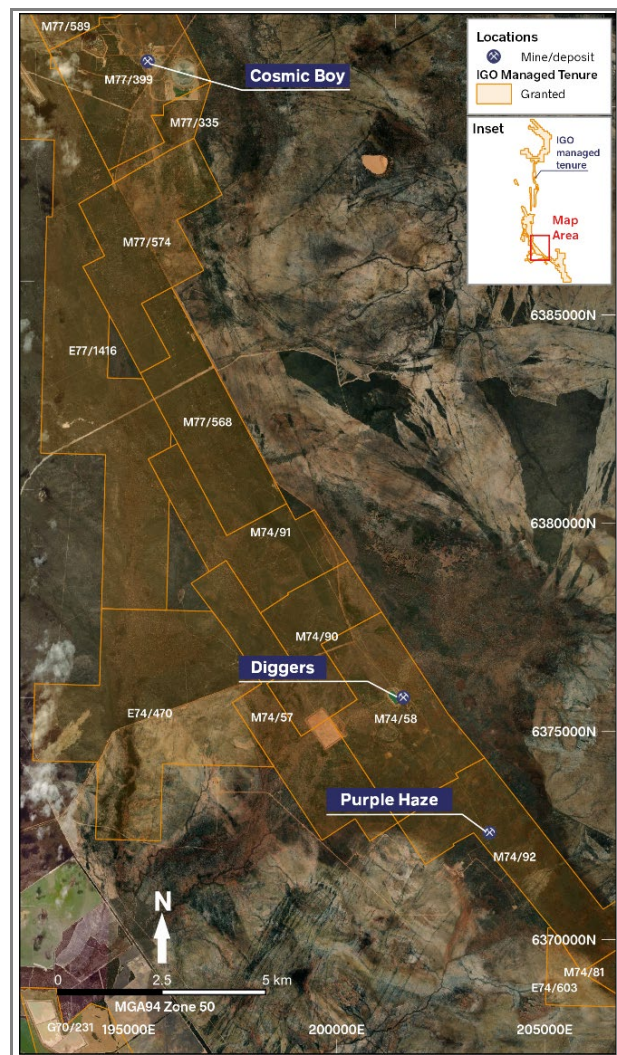 M77/589
M77/399
Cosmic Boy
M77/335
Locations
Mine/deposit
IGO Managed Tenure
Granted
Inset
IGO
managed
tenure
Map
Area
M77/574
6385000N
E77/1416
M77/568
6380000N
M74/91
M74/90
Diggers
E74/470
M74/57
M74/58
6375000N
Purple Haze
M74/92
N
6370000N
M74/81
E74/603
0 2.5 5 km
MGA94 Zone 50
G70/231
195000E
200000E
205000E